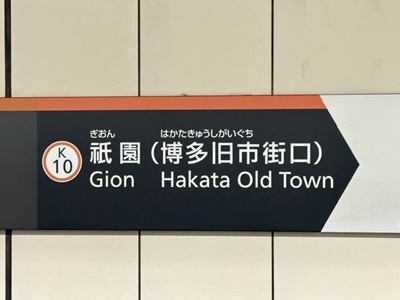 ぎおん はかたきゅうしがいぐち
K
10
祇園(博多旧市街口)
Gion Hakata Old Town